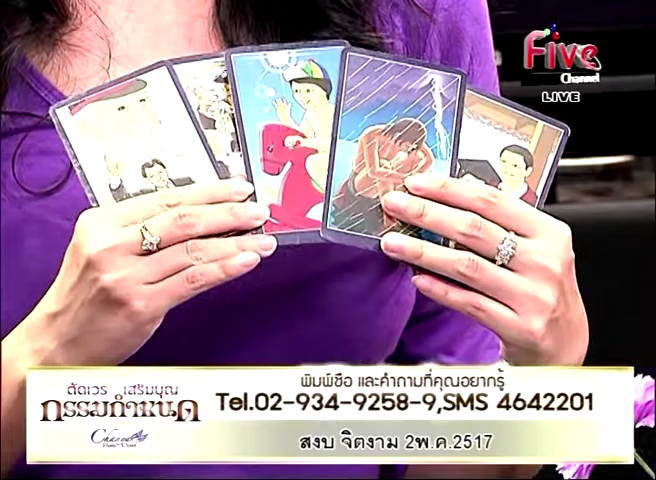 Five
Channel
LIVE
ตัดเวร เสริมบุญ
กรรมกำหนด
พิมพ์ชื่อ และคำถามที่คุณอยากรู้
Tel.02-934-9258-9,SMS 4642201
สงบ จิตงาม 2พ.ค.2517